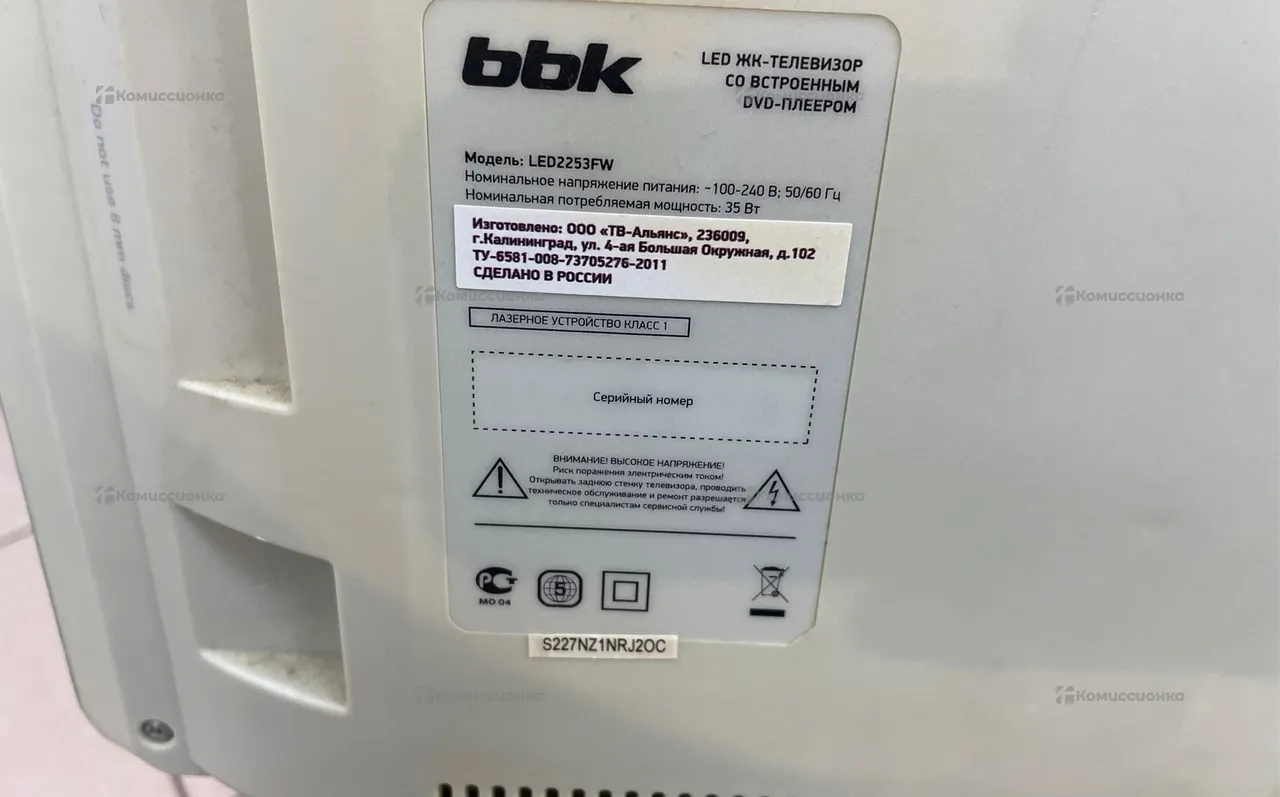 Комиссионка
Do not use 8 mm discs
bbk
LED ЖК-ТЕЛЕВИЗОР
СО ВСТРОЕННЫМ
DVD-ПЛЕЕРОМ
Модель: LED2253FW
Номинальное напряжение питания: ~100-240 В; 50/60 Гц
Номинальная потребляемая мощность: 35 Вт
Изготовлено: ООО «ТВ-Альянс», 236009,
г.Калининград, ул. 4-ая Большая Окружная, д.102
ТУ-6581-008-73705276-2011
СДЕЛАНО В РОССИИ
Комиссионка
Комиссионка
ЛАЗЕРНОЕ УСТРОЙСТВО КЛАСС 1
Серийный номер
ВНИМАНИЕ! ВЫСОКОЕ НАПРЯЖЕНИЕ!
Риск поражения электрическим током!
Открывать заднюю стенку телевизора, проводить
техническое обслуживание и ремонт разрешается
только специалистам сервисной службы!
Комиссионка
Комиссионка
РСТ
МО 04
5
S227NZ1NRJ2OC
Комиссионка
Комиссионка